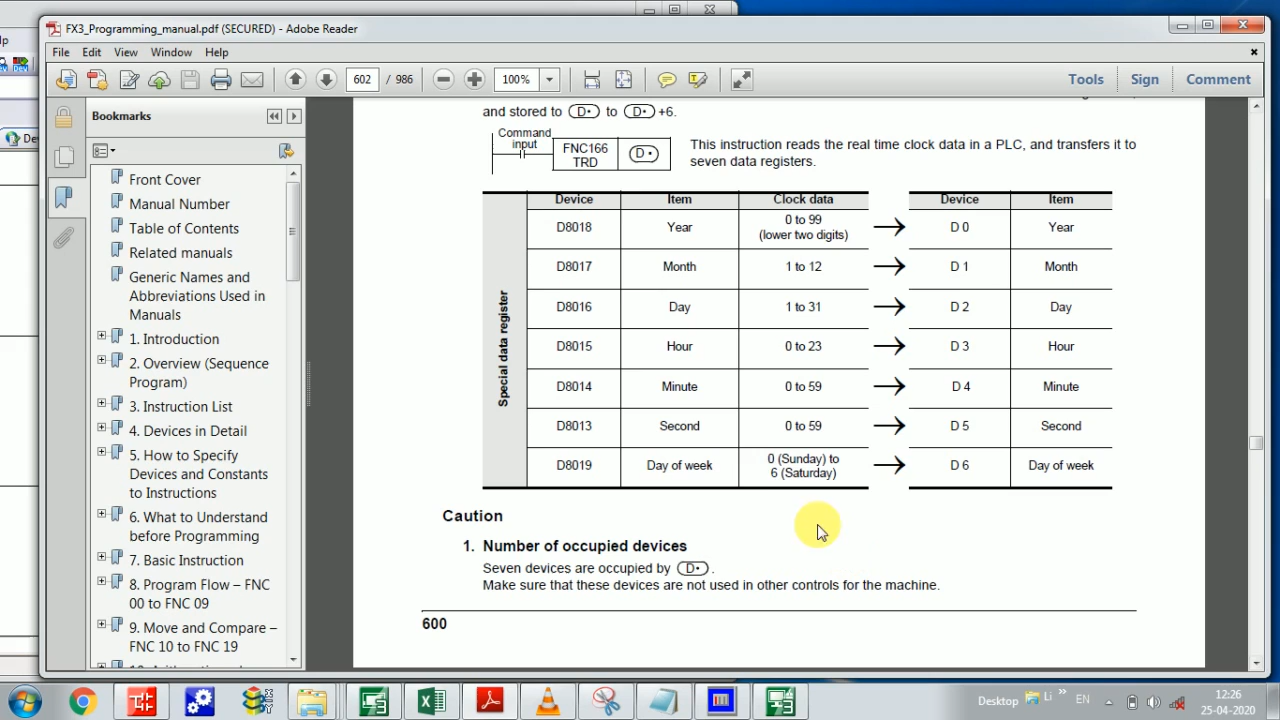 FX3_Programming_manual.pdf (SECURED) - Adobe Reader
File Edit View Window Help
602 / 986 100% Tools Sign Comment
Bookmarks
Front Cover
Manual Number
Table of Contents
Related manuals
Generic Names and
Abbreviations Used in
Manuals
1. Introduction
2. Overview (Sequence
Program)
3. Instruction List
4. Devices in Detail
5. How to Specify
Devices and Constants
to Instructions
6. What to Understand
before Programming
7. Basic Instruction
8. Program Flow – FNC
00 to FNC 09
9. Move and Compare –
FNC 10 to FNC 19
and stored to D• to D• +6.
Command
input
FNC166
TRD
D•
This instruction reads the real time clock data in a PLC, and transfers it to
seven data registers.
Special data register
Device Item Clock data Device Item
D8018 Year 0 to 99
(lower two digits) D 0 Year
D8017 Month 1 to 12 D 1 Month
D8016 Day 1 to 31 D 2 Day
D8015 Hour 0 to 23 D 3 Hour
D8014 Minute 0 to 59 D 4 Minute
D8013 Second 0 to 59 D 5 Second
D8019 Day of week 0 (Sunday) to
6 (Saturday) D 6 Day of week
Caution
1. Number of occupied devices
Seven devices are occupied by D• .
Make sure that these devices are not used in other controls for the machine.
600
Desktop Li EN 12:26
25-04-2020